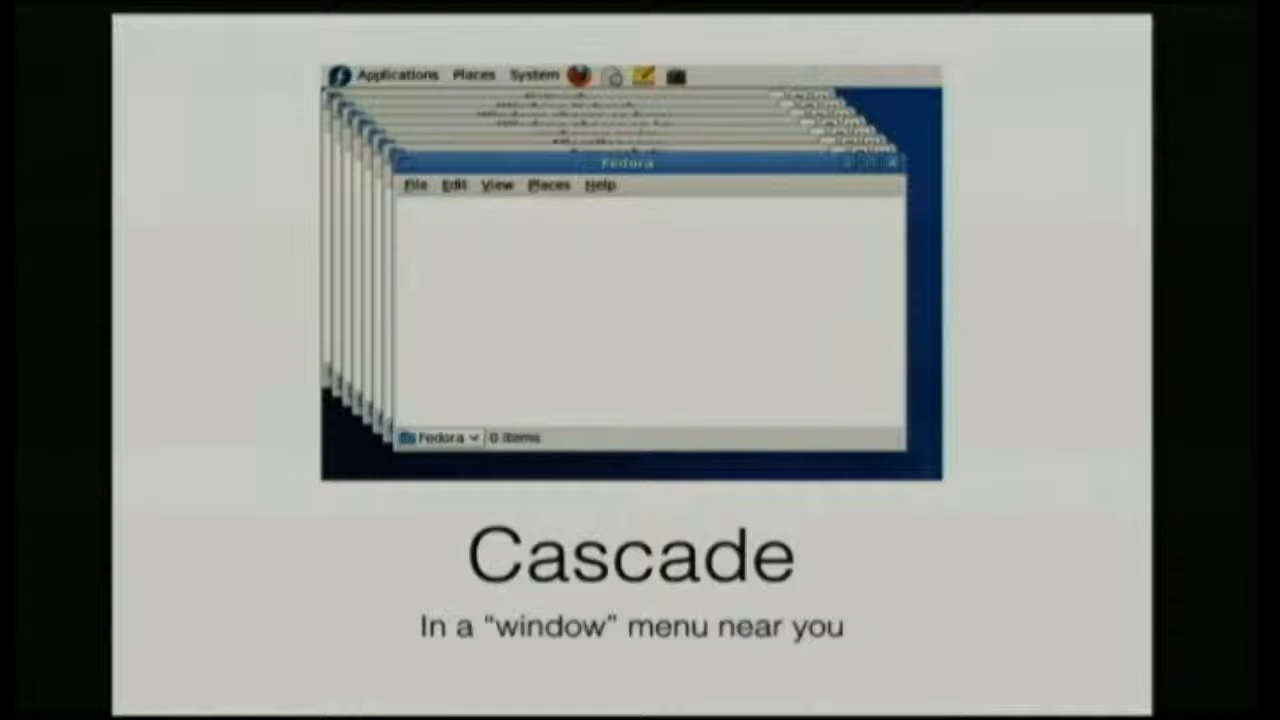 Applications Places System
Fedora
File Edit View Places Help
Fedora 0 items
Cascade
In a “window” menu near you